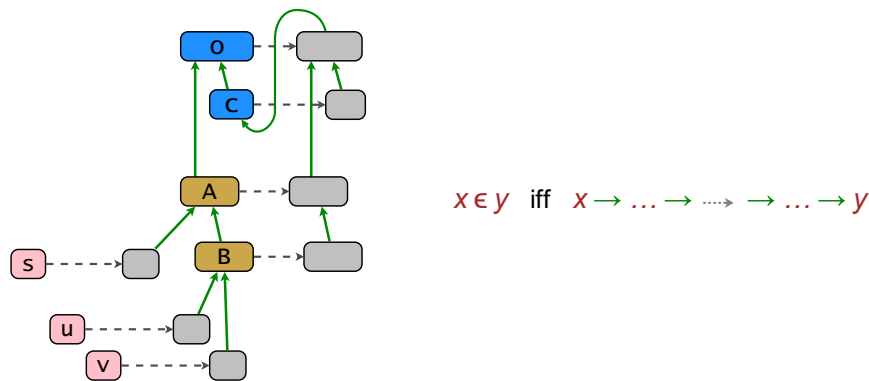 O
C
A
x ϵ y iff x → ... → ⇢ → ... → y
B
s
u
v